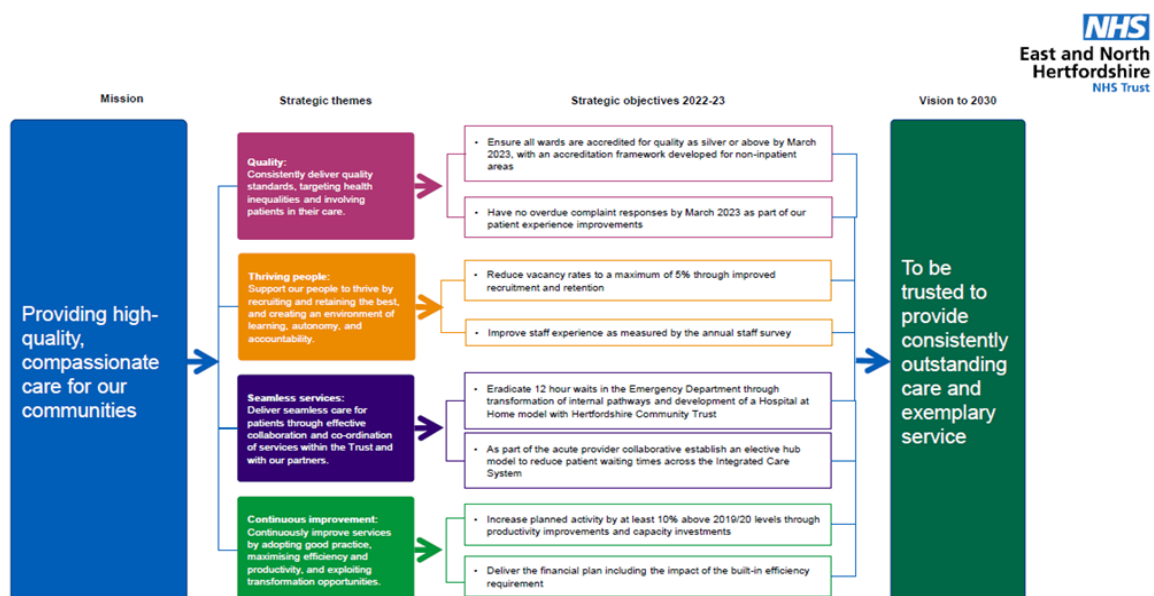 NHS
East and North
Hertfordshire
NHS Trust
Mission
Strategic themes
Strategic objectives 2022-23
Vision to 2030
Providing high-
quality,
compassionate
care for our
communities
Quality:
Consistently deliver quality
standards, targeting health
inequalities and involving
patients in their care.
• Ensure all wards are accredited for quality as silver or above by March
2023, with an accreditation framework developed for non-inpatient
areas
• Have no overdue complaint responses by March 2023 as part of our
patient experience improvements
Thriving people:
Support our people to thrive by
recruiting and retaining the best,
and creating an environment of
learning, autonomy, and
accountability.
• Reduce vacancy rates to a maximum of 5% through improved
recruitment and retention
• Improve staff experience as measured by the annual staff survey
Seamless services:
Deliver seamless care for
patients through effective
collaboration and co-ordination
of services within the Trust and
with our partners.
• Eradicate 12 hour waits in the Emergency Department through
transformation of internal pathways and development of a Hospital at
Home model with Hertfordshire Community Trust
• As part of the acute provider collaborative establish an elective hub
model to reduce patient waiting times across the Integrated Care
System
Continuous improvement:
Continuously improve services
by adopting good practice,
maximising efficiency and
productivity, and exploiting
transformation opportunities.
• Increase planned activity by at least 10% above 2019/20 levels through
productivity improvements and capacity investments
• Deliver the financial plan including the impact of the built-in efficiency
requirement
To be
trusted to
provide
consistently
outstanding
care and
exemplary
service